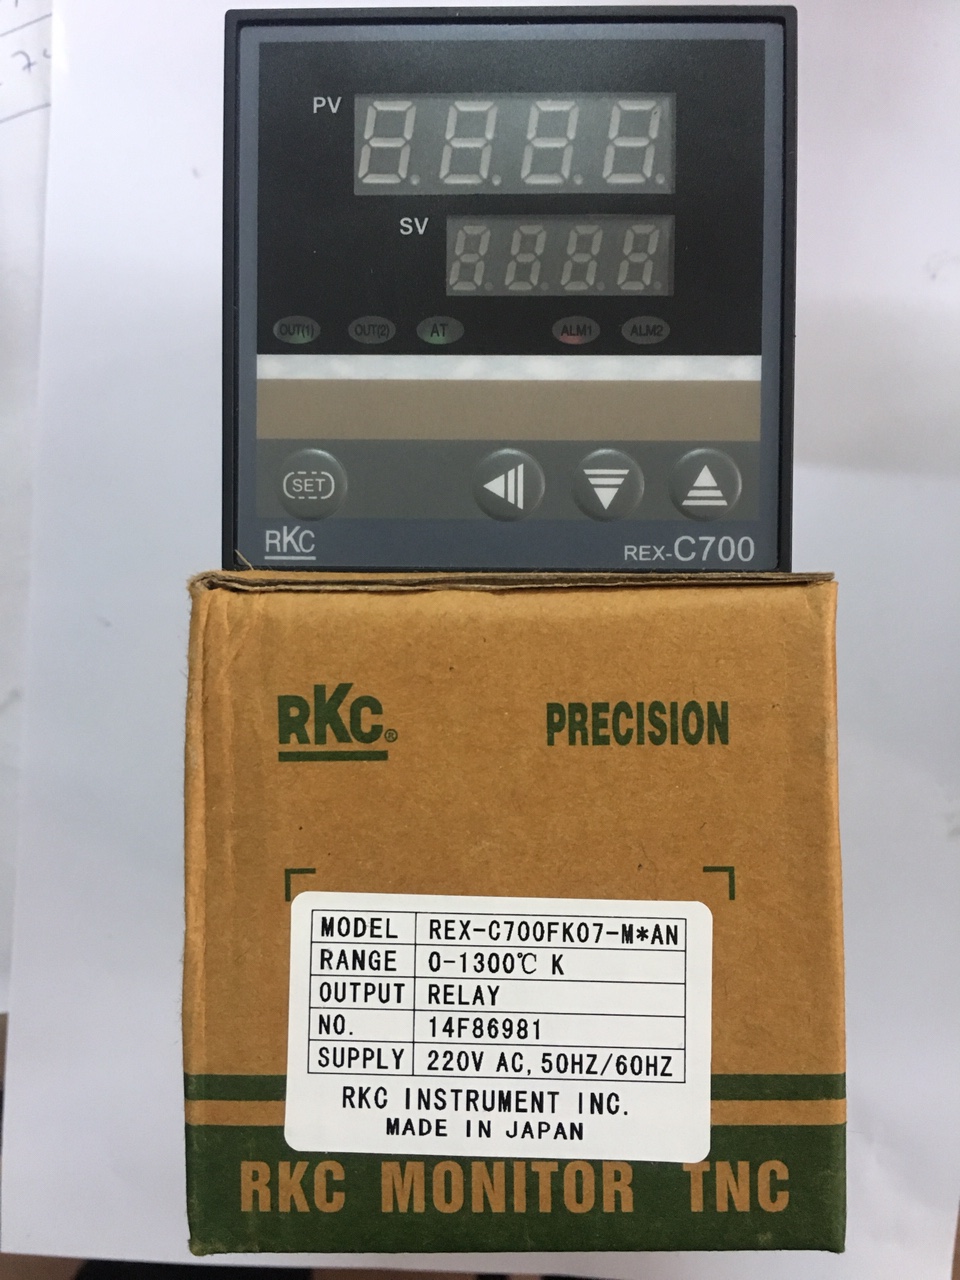 PV
SV
OUT(1) OUT(2) AT ALM1 ALM2
SET
RKC REX-C700
RKC® PRECISION
MODEL REX-C700FK07-M*AN
RANGE 0-1300℃ K
OUTPUT RELAY
NO. 14F86981
SUPPLY 220V AC, 50HZ/60HZ
RKC INSTRUMENT INC.
MADE IN JAPAN
RKC MONITOR TNC